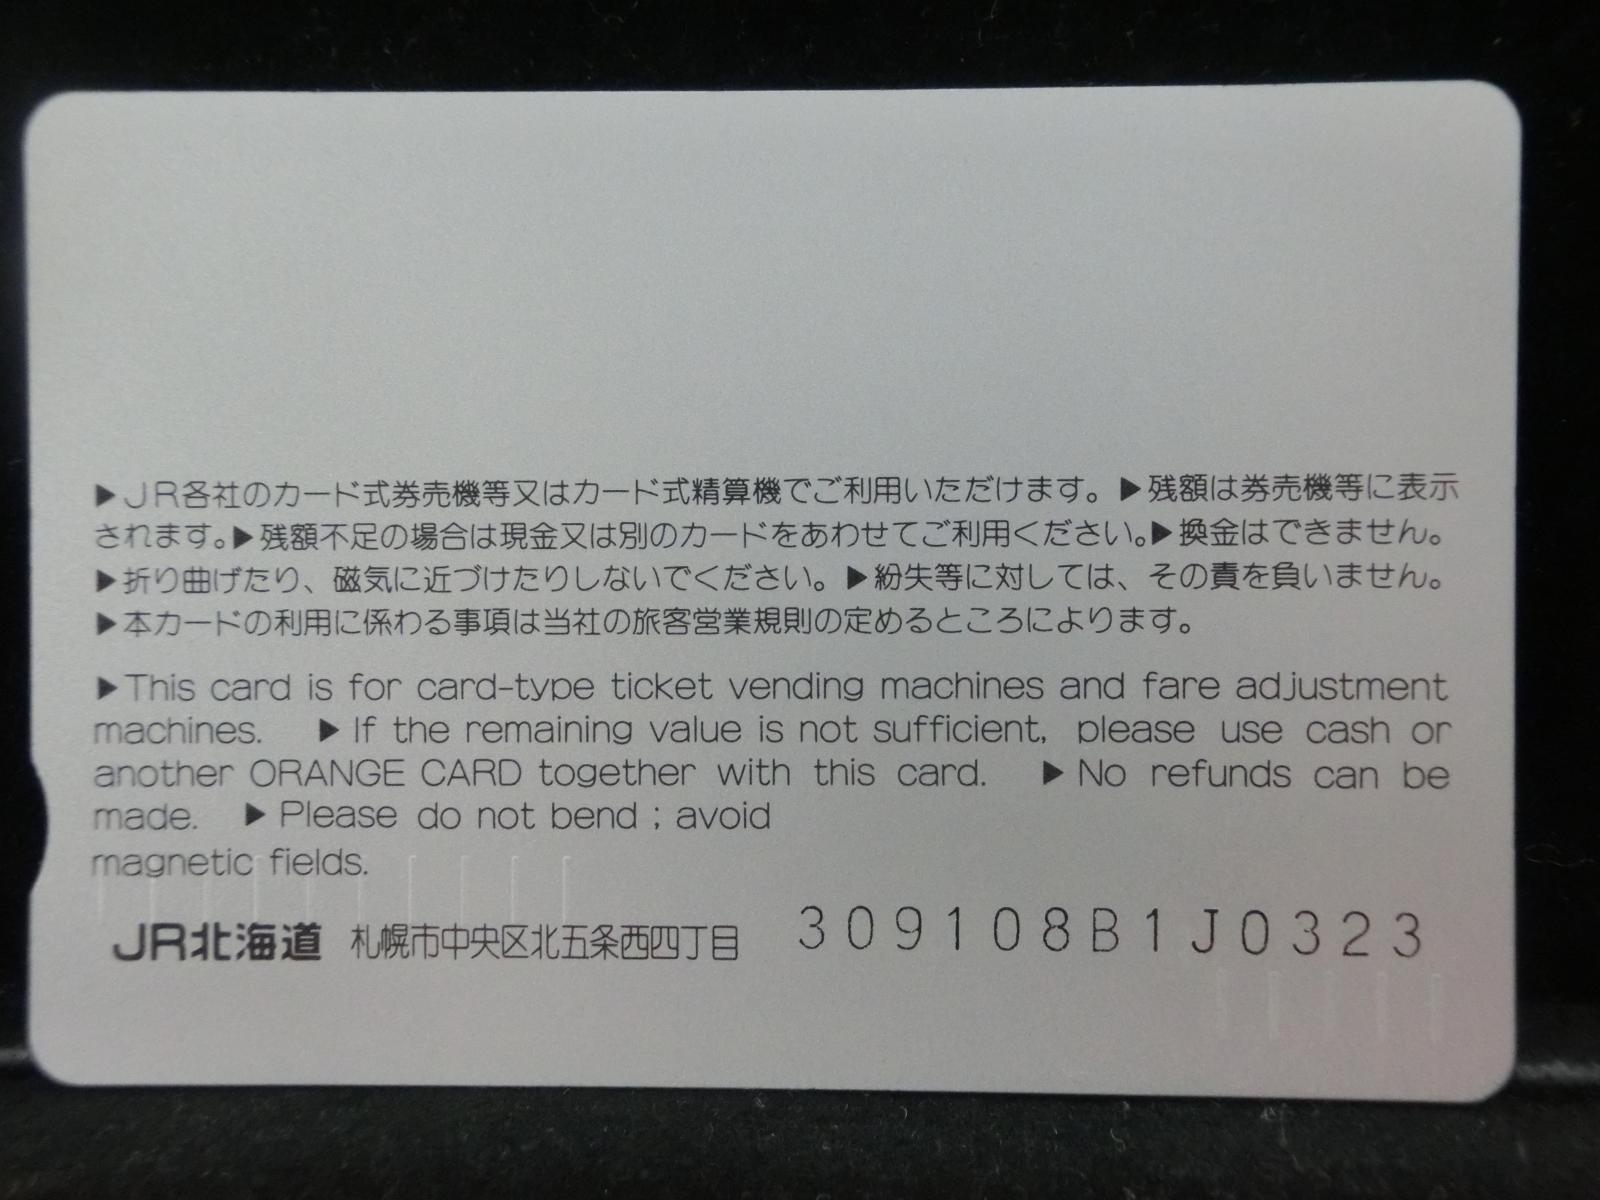 ▶JR各社のカード式券売機等又はカード式精算機でご利用いただけます。▶残額は券売機等に表示
されます。▶残額不足の場合は現金又は別のカードをあわせてご利用ください。▶換金はできません。
▶折り曲げたり、磁気に近づけたりしないでください。▶紛失等に対しては、その責を負いません。
▶本カードの利用に係わる事項は当社の旅客営業規則の定めるところによります。
▶This card is for card-type ticket vending machines and fare adjustment
machines. ▶If the remaining value is not sufficient, please use cash or
another ORANGE CARD together with this card. ▶No refunds can be
made. ▶Please do not bend ; avoid
magnetic fields.
JR北海道 札幌市中央区北五条西四丁目 309108B1J0323